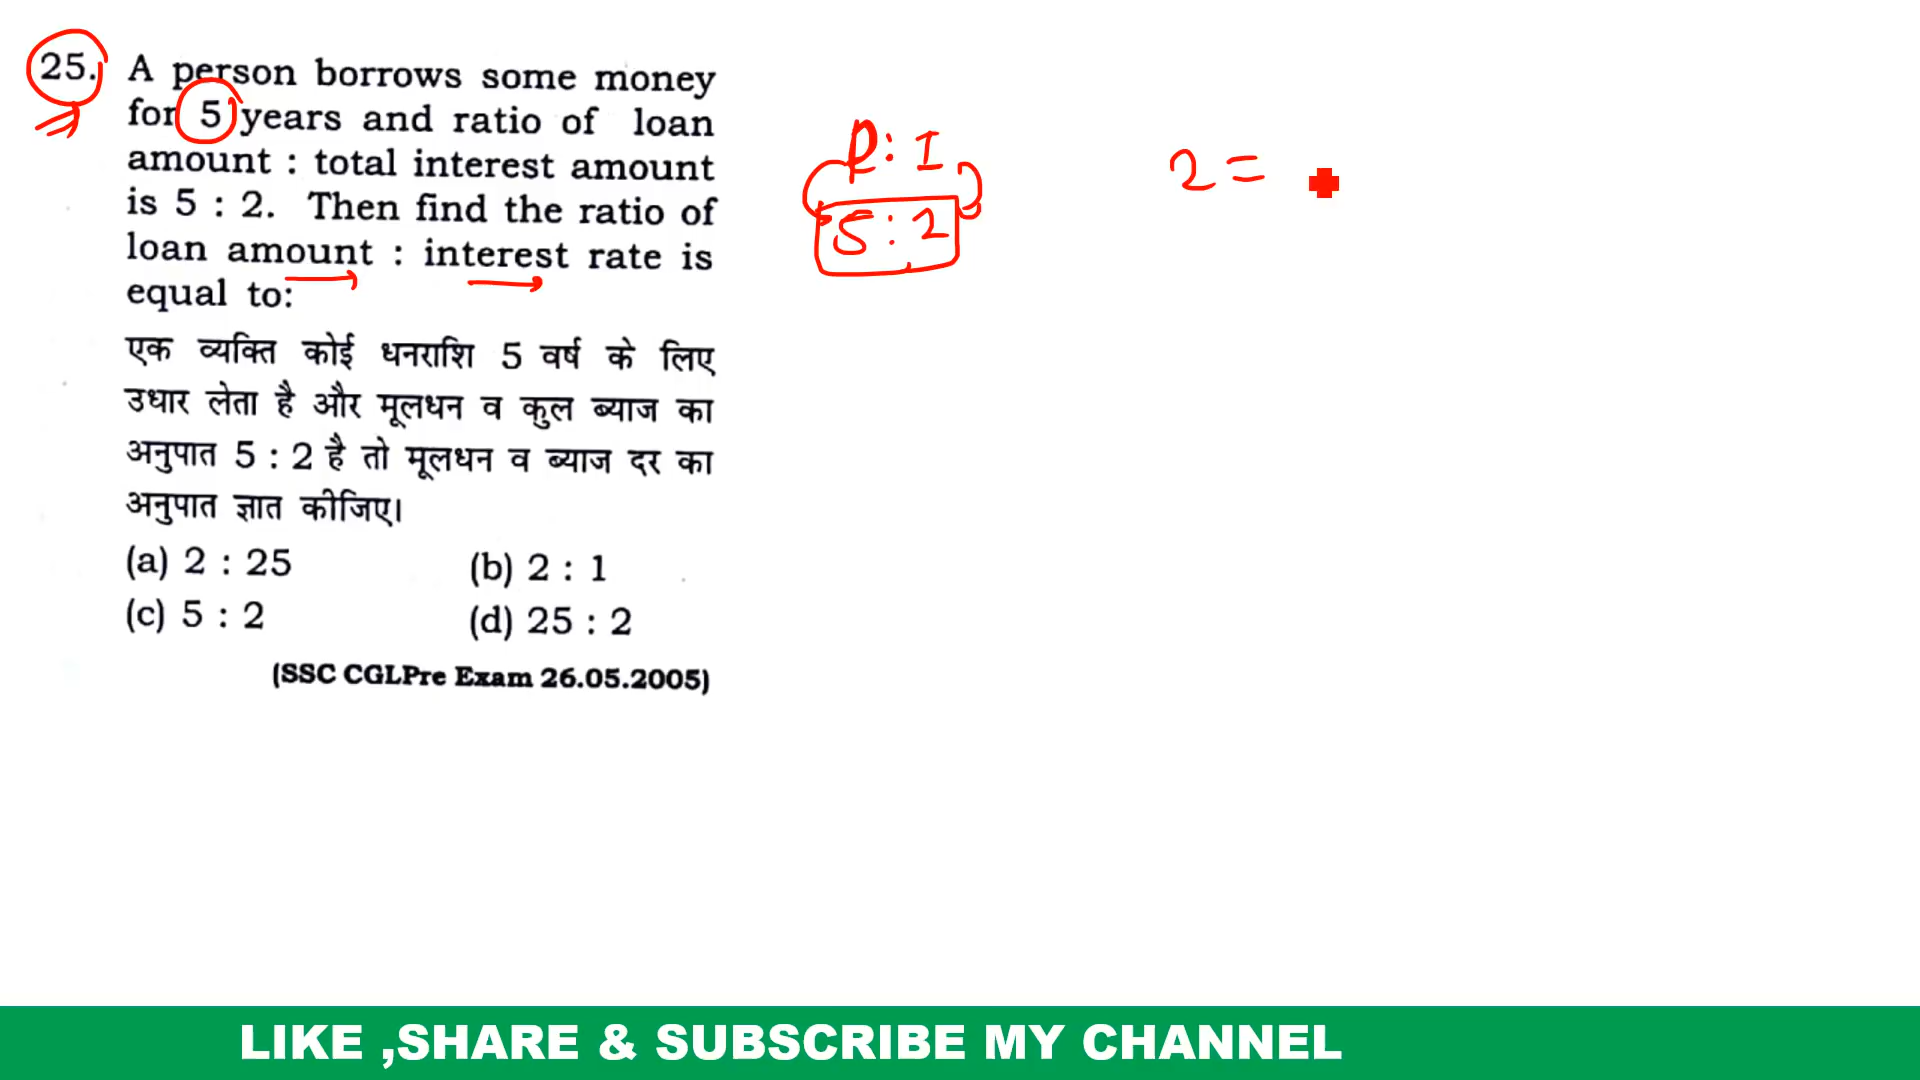 25. A person borrows some money
for 5 years and ratio of loan
amount : total interest amount
is 5 : 2. Then find the ratio of
loan amount : interest rate is
equal to:
एक व्यक्ति कोई धनराशि 5 वर्ष के लिए
उधार लेता है और मूलधन व कुल ब्याज का
अनुपात 5 : 2 है तो मूलधन व ब्याज दर का
अनुपात ज्ञात कीजिए।
(a) 2 : 25 (b) 2 : 1
(c) 5 : 2 (d) 25 : 2
(SSC CGLPre Exam 26.05.2005)
P : I
5 : 2
2 =
LIKE ,SHARE & SUBSCRIBE MY CHANNEL